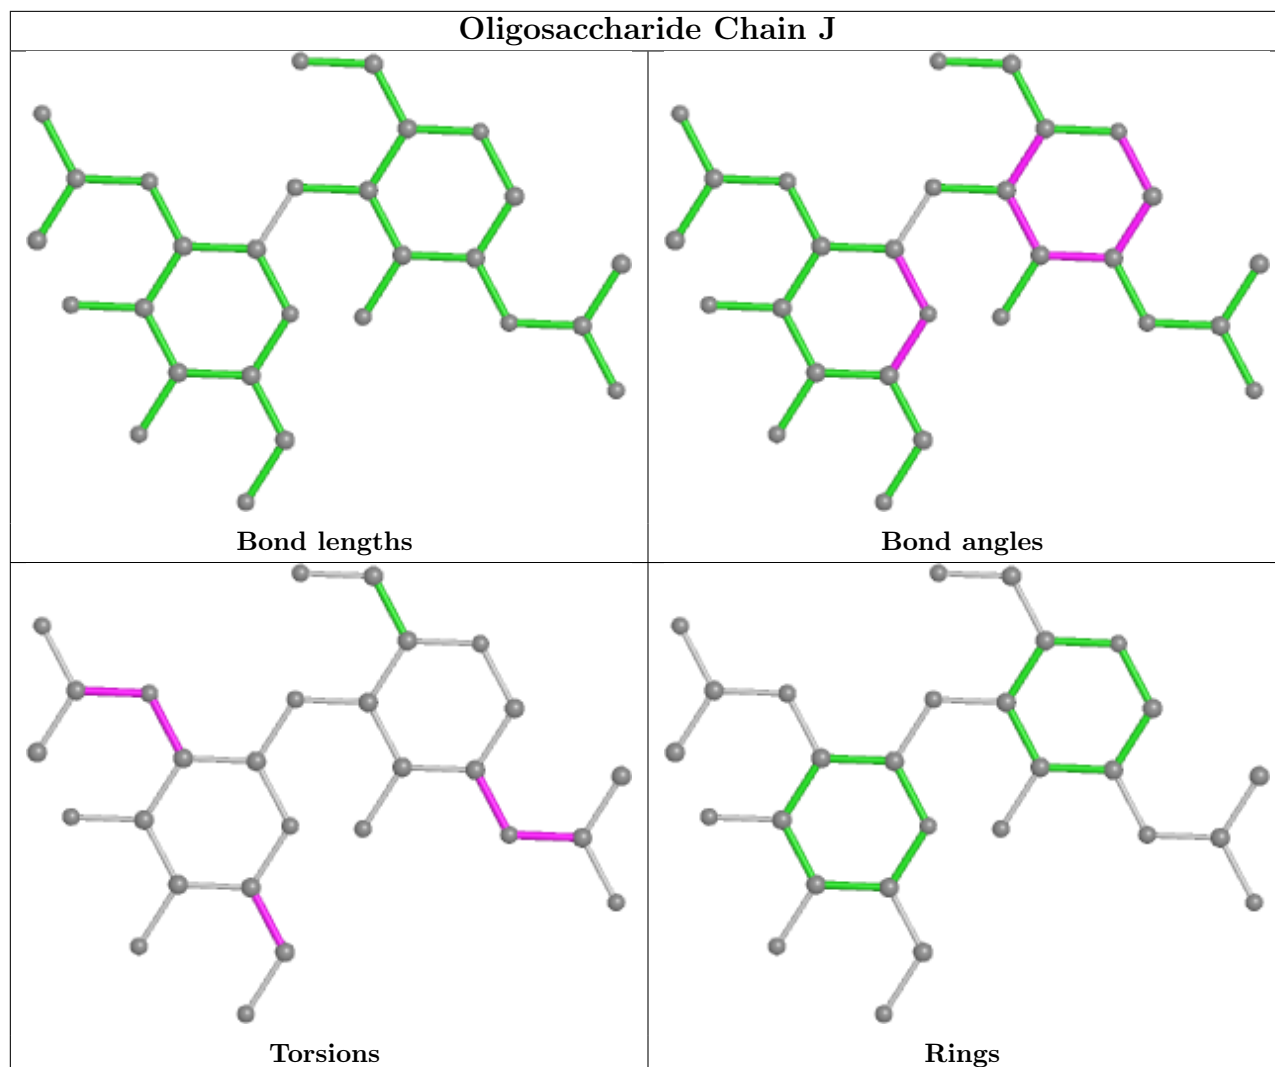 Oligosaccharide Chain J
Bond lengths
Bond angles
Torsions
Rings